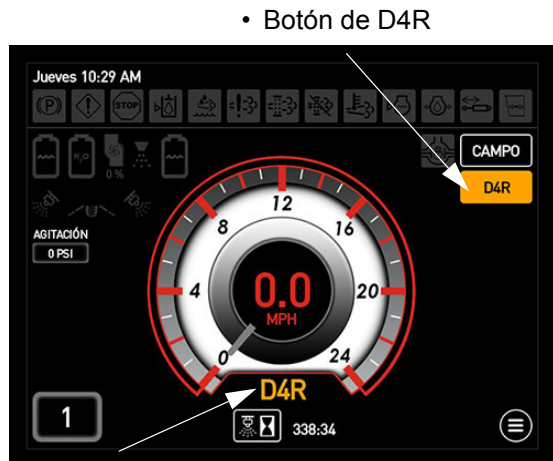 • Botón de D4R
Jueves 10:29 AM
(P) STOP
H₂O
0 %
CAMPO
D4R
AGITACIÓN
0 PSI
12
8 16
4 20
0 24
0.0
MPH
D4R
1
338:34